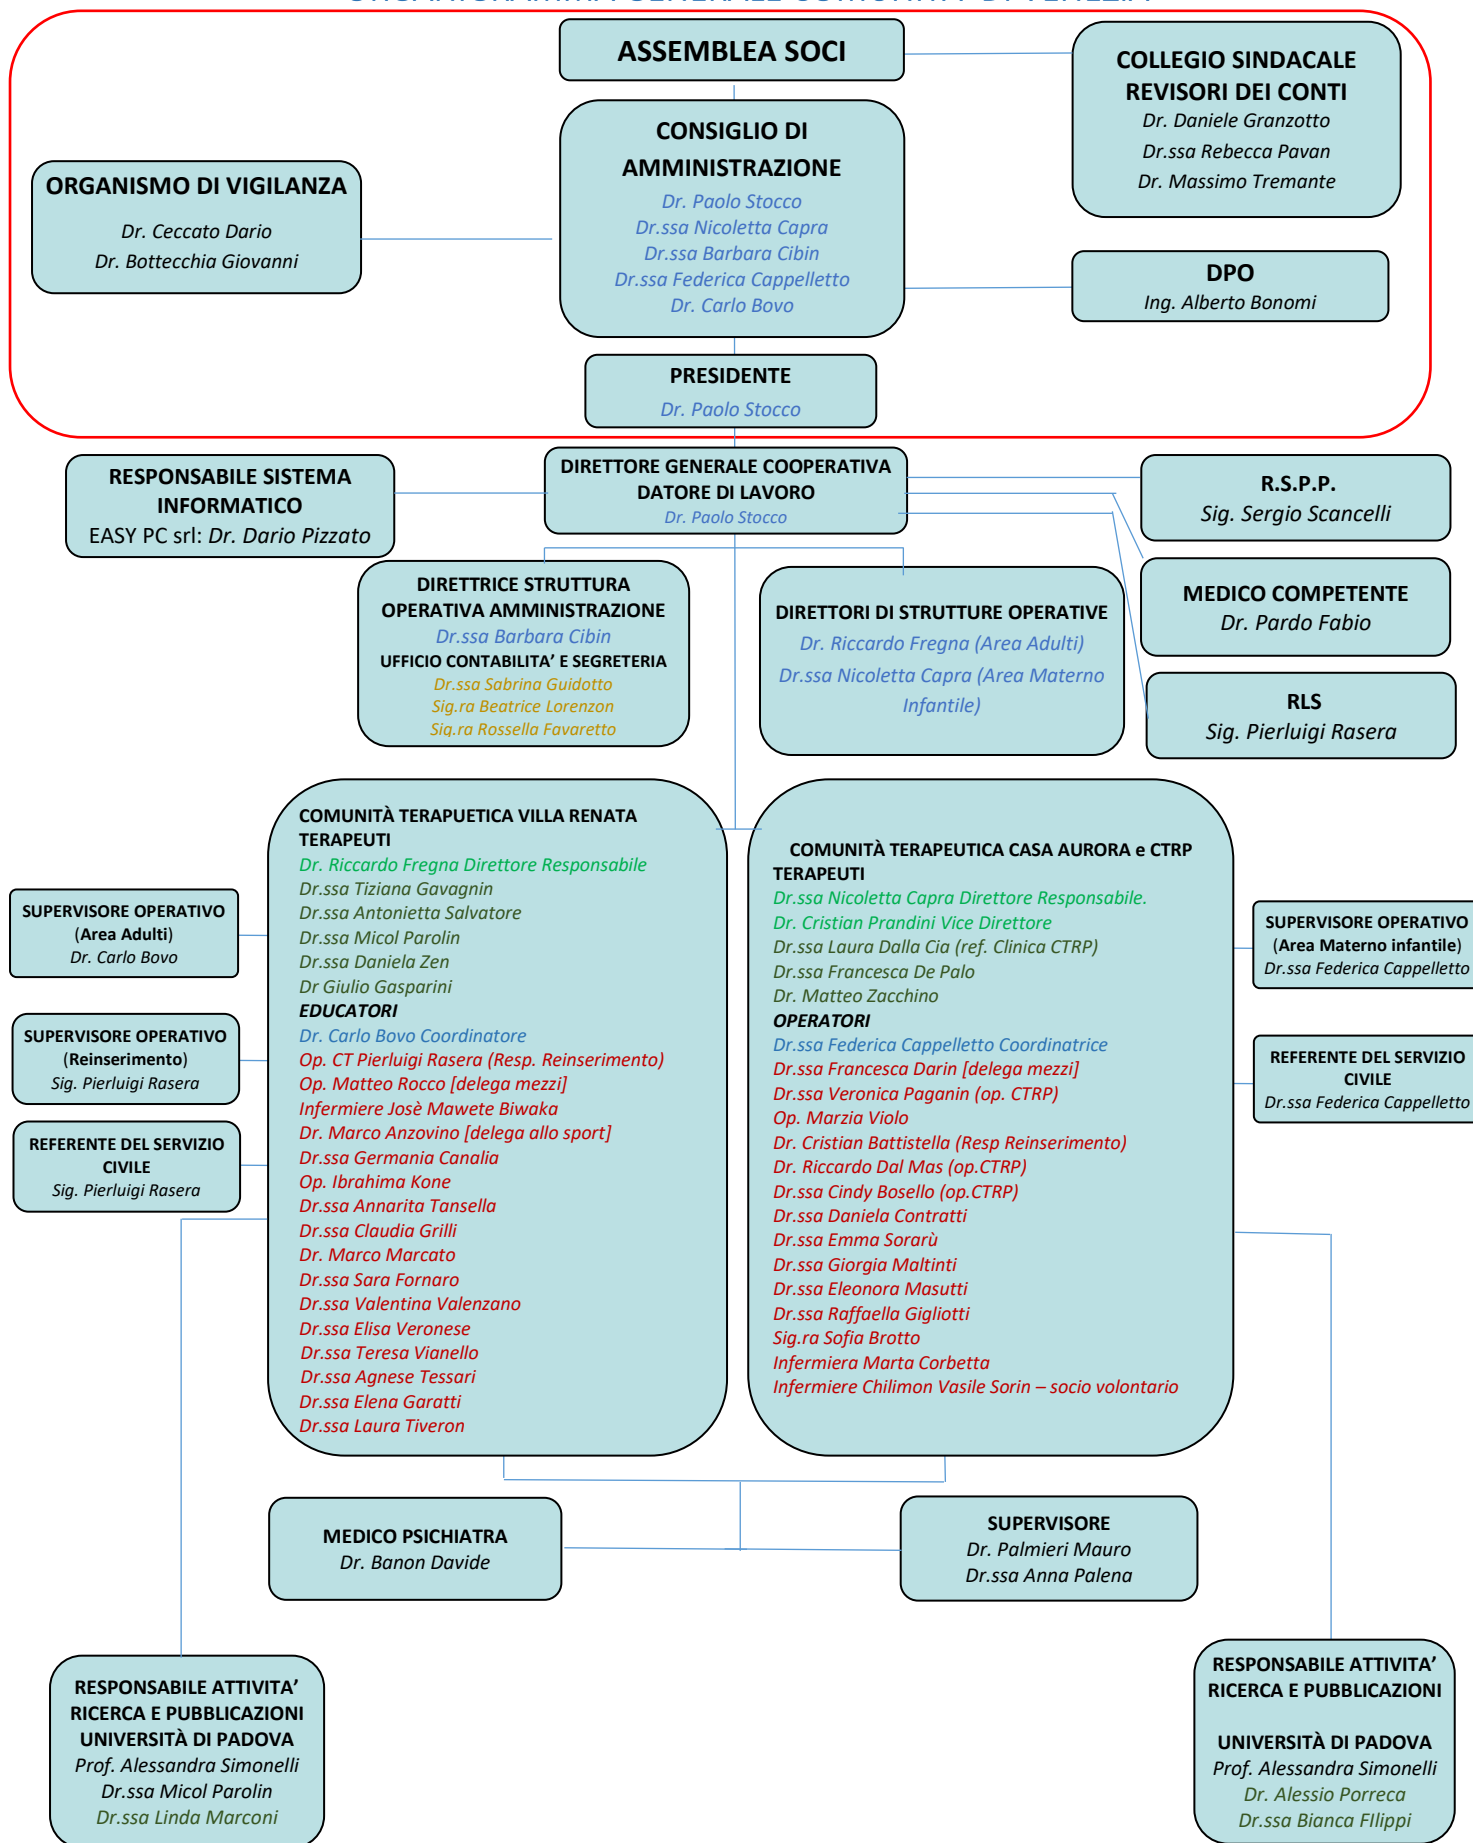 ORGANIGRAMMA GENERALE COMUNITA' DI VENEZIA
ASSEMBLEA SOCI
COLLEGIO SINDACALE
REVISORI DEI CONTI
Dr. Daniele Granzotto
Dr.ssa Rebecca Pavan
Dr. Massimo Tremante
CONSIGLIO DI
AMMINISTRAZIONE
Dr. Paolo Stocco
Dr.ssa Nicoletta Capra
Dr.ssa Barbara Cibin
Dr.ssa Federica Cappelletto
Dr. Carlo Bovo
ORGANISMO DI VIGILANZA
Dr. Ceccato Dario
Dr. Bottecchia Giovanni
DPO
Ing. Alberto Bonomi
PRESIDENTE
Dr. Paolo Stocco
RESPONSABILE SISTEMA
INFORMATICO
EASY PC srl: Dr. Dario Pizzato
DIRETTORE GENERALE COOPERATIVA
DATORE DI LAVORO
Dr. Paolo Stocco
R.S.P.P.
Sig. Sergio Scancelli
DIRETTRICE STRUTTURA
OPERATIVA AMMINISTRAZIONE
Dr.ssa Barbara Cibin
UFFICIO CONTABILITA’ E SEGRETERIA
Dr.ssa Sabrina Guidotto
Sig.ra Beatrice Lorenzon
Sig.ra Rossella Favaretto
DIRETTORI DI STRUTTURE OPERATIVE
Dr. Riccardo Fregna (Area Adulti)
Dr.ssa Nicoletta Capra (Area Materno
Infantile)
MEDICO COMPETENTE
Dr. Pardo Fabio
RLS
Sig. Pierluigi Rasera
COMUNITÀ TERAPUETICA VILLA RENATA
TERAPEUTI
Dr. Riccardo Fregna Direttore Responsabile
Dr.ssa Tiziana Gavagnin
Dr.ssa Antonietta Salvatore
Dr.ssa Micol Parolin
Dr.ssa Daniela Zen
Dr Giulio Gasparini
EDUCATORI
Dr. Carlo Bovo Coordinatore
Op. CT Pierluigi Rasera (Resp. Reinserimento)
Op. Matteo Rocco [delega mezzi]
Infermiere Josè Mawete Biwaka
Dr. Marco Anzovino [delega allo sport]
Dr.ssa Germania Canalia
Op. Ibrahima Kone
Dr.ssa Annarita Tansella
Dr.ssa Claudia Grilli
Dr. Marco Marcato
Dr.ssa Sara Fornaro
Dr.ssa Valentina Valenzano
Dr.ssa Elisa Veronese
Dr.ssa Teresa Vianello
Dr.ssa Agnese Tessari
Dr.ssa Elena Garatti
Dr.ssa Laura Tiveron
COMUNITÀ TERAPEUTICA CASA AURORA e CTRP
TERAPEUTI
Dr.ssa Nicoletta Capra Direttore Responsabile.
Dr. Cristian Prandini Vice Direttore
Dr.ssa Laura Dalla Cia (ref. Clinica CTRP)
Dr.ssa Francesca De Palo
Dr. Matteo Zacchino
OPERATORI
Dr.ssa Federica Cappelletto Coordinatrice
Dr.ssa Francesca Darin [delega mezzi]
Dr.ssa Veronica Paganin (op. CTRP)
Op. Marzia Violo
Dr. Cristian Battistella (Resp Reinserimento)
Dr. Riccardo Dal Mas (op.CTRP)
Dr.ssa Cindy Bosello (op.CTRP)
Dr.ssa Daniela Contratti
Dr.ssa Emma Sorarù
Dr.ssa Giorgia Maltinti
Dr.ssa Eleonora Masutti
Dr.ssa Raffaella Gigliotti
Sig.ra Sofia Brotto
Infermiera Marta Corbetta
Infermiere Chilimon Vasile Sorin – socio volontario
SUPERVISORE OPERATIVO
(Area Adulti)
Dr. Carlo Bovo
SUPERVISORE OPERATIVO
(Reinserimento)
Sig. Pierluigi Rasera
REFERENTE DEL SERVIZIO
CIVILE
Sig. Pierluigi Rasera
SUPERVISORE OPERATIVO
(Area Materno infantile)
Dr.ssa Federica Cappelletto
REFERENTE DEL SERVIZIO
CIVILE
Dr.ssa Federica Cappelletto
MEDICO PSICHIATRA
Dr. Banon Davide
SUPERVISORE
Dr. Palmieri Mauro
Dr.ssa Anna Palena
RESPONSABILE ATTIVITA’
RICERCA E PUBBLICAZIONI
UNIVERSITÀ DI PADOVA
Prof. Alessandra Simonelli
Dr.ssa Micol Parolin
Dr.ssa Linda Marconi
RESPONSABILE ATTIVITA’
RICERCA E PUBBLICAZIONI
UNIVERSITÀ DI PADOVA
Prof. Alessandra Simonelli
Dr. Alessio Porreca
Dr.ssa Bianca FIlippi